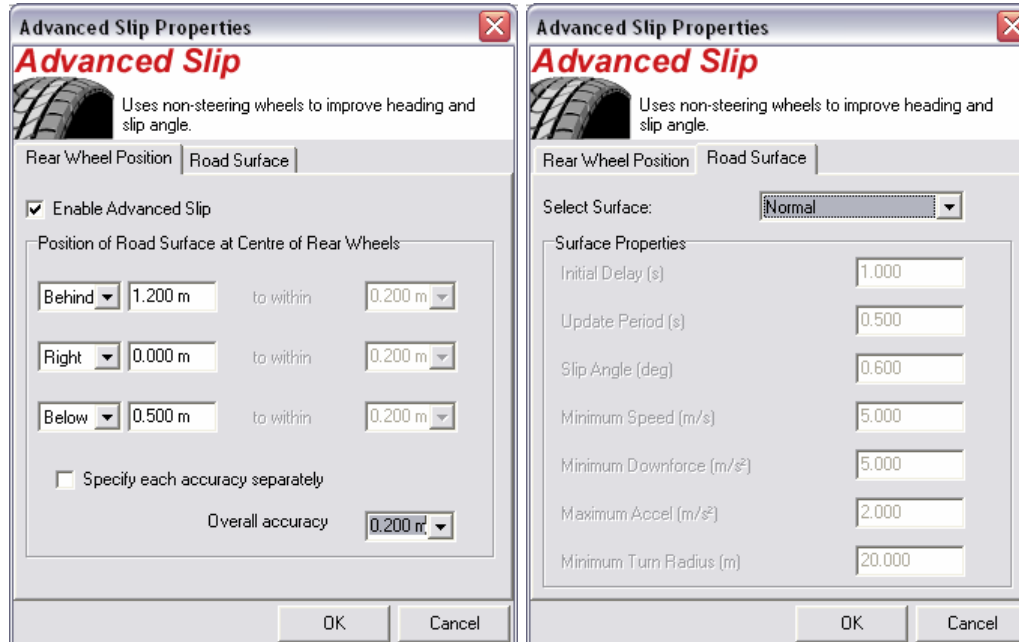 Advanced Slip Properties
Advanced Slip
Uses non-steering wheels to improve heading and
slip angle.
Rear Wheel Position Road Surface
Enable Advanced Slip
Position of Road Surface at Centre of Rear Wheels
Behind 1.200 m to within 0.200 m
Right 0.000 m to within 0.200 m
Below 0.500 m to within 0.200 m
Specify each accuracy separately
Overall accuracy 0.200 m
OK Cancel
Advanced Slip Properties
Advanced Slip
Uses non-steering wheels to improve heading and
slip angle.
Rear Wheel Position Road Surface
Select Surface: Normal
Surface Properties
Initial Delay (s) 1.000
Update Period (s) 0.500
Slip Angle (deg) 0.600
Minimum Speed (m/s) 5.000
Minimum Downforce (m/s²) 5.000
Maximum Accel (m/s²) 2.000
Minimum Turn Radius (m) 20.000
OK Cancel